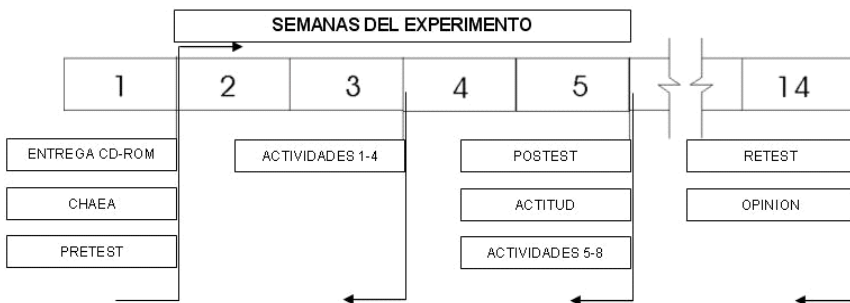 SEMANAS DEL EXPERIMENTO
1 2 3 4 5 14
ENTREGA CD-ROM ACTIVIDADES 1-4 POSTEST RETEST
CHAEA ACTITUD OPINION
PRETEST ACTIVIDADES 5-8